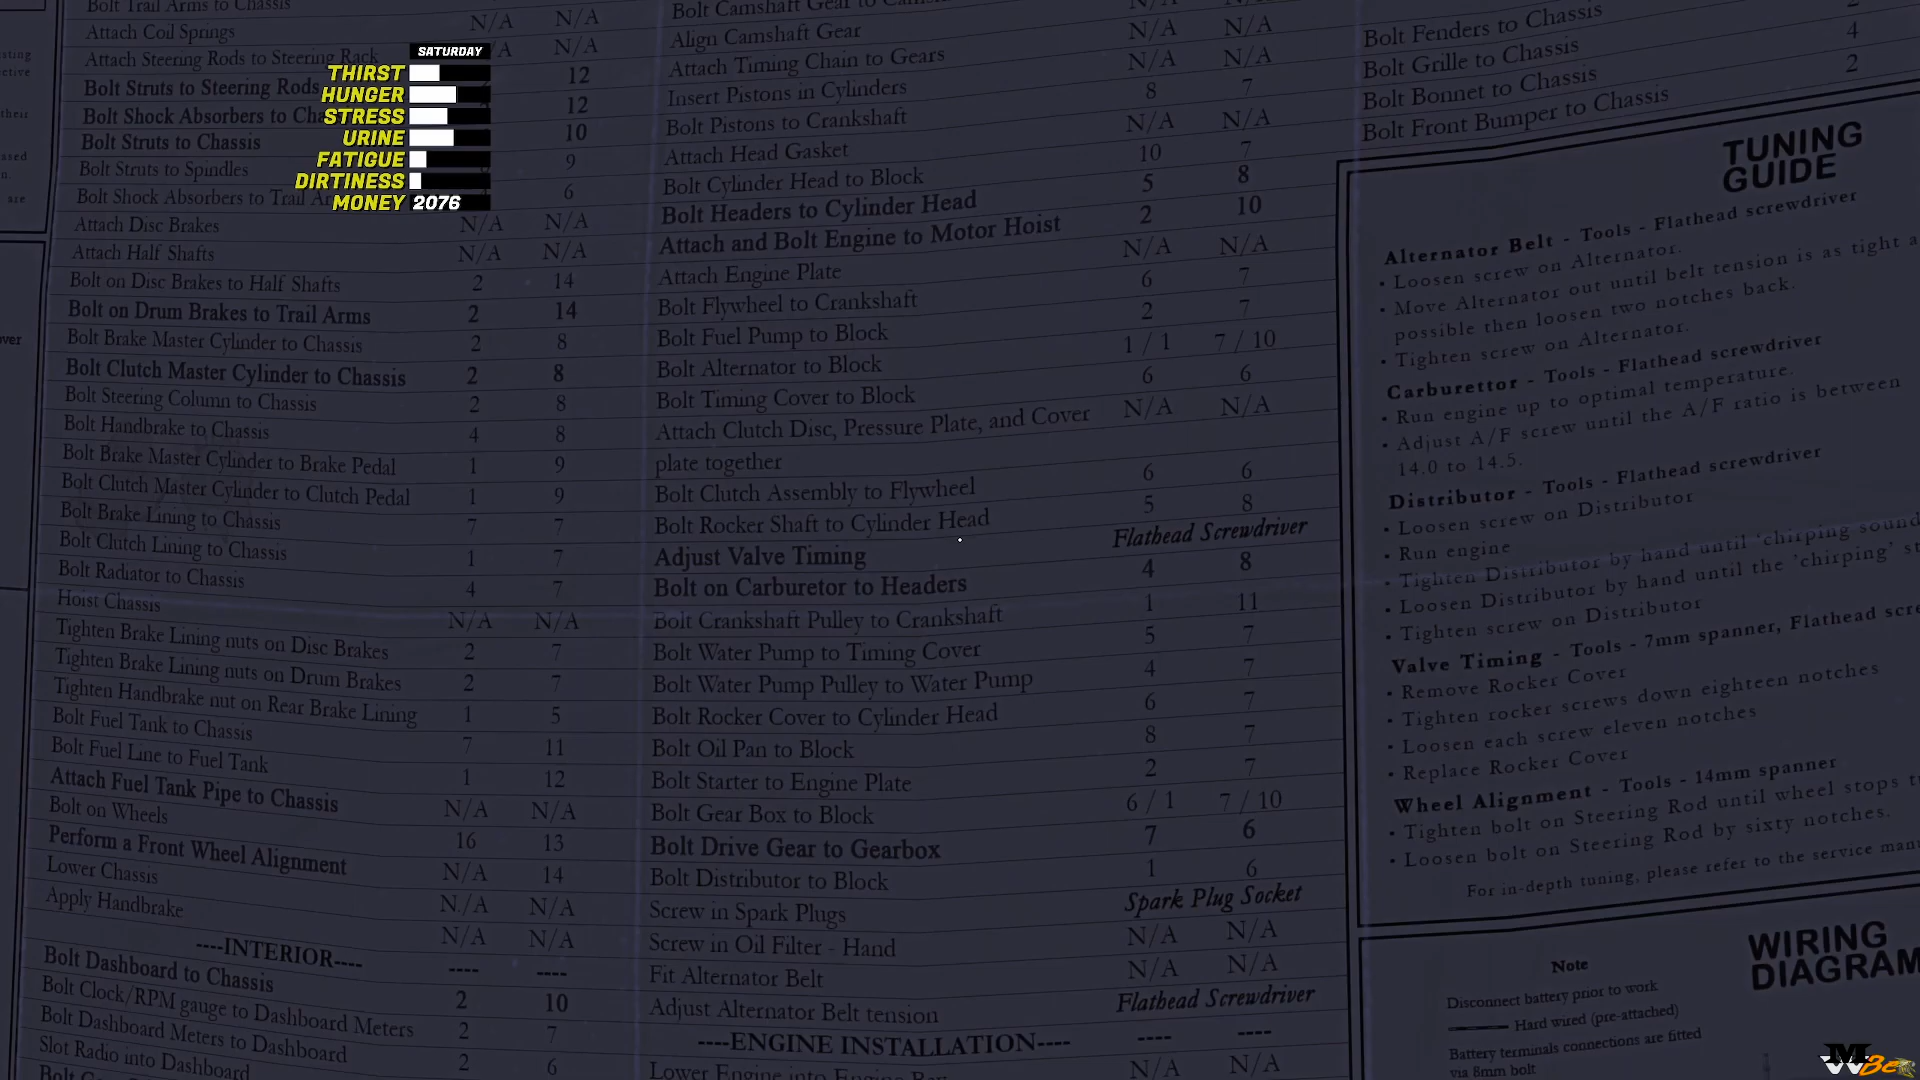 SATURDAY
THIRST
HUNGER
STRESS
URINE
FATIGUE
DIRTINESS
MONEY 2076
Bolt Trail Arms to Chassis
Attach Coil Springs N/A N/A
Attach Steering Rods to Steering Rack N/A
Bolt Struts to Steering Rods 12
Bolt Shock Absorbers to 12
Bolt Struts to Chassis 10
Bolt Struts to Spindles 9
Bolt Shock Absorbers to Trail 6
Attach Disc Brakes N/A N/A
Attach Half Shafts N/A N/A
Bolt on Disc Brakes to Half Shafts 2 14
Bolt on Drum Brakes to Trail Arms 2 14
Bolt Brake Master Cylinder to Chassis 2 8
Bolt Clutch Master Cylinder to Chassis 2 8
Bolt Steering Column to Chassis 2 8
Bolt Handbrake to Chassis 4 8
Bolt Brake Master Cylinder to Brake Pedal 1 9
Bolt Clutch Master Cylinder to Clutch Pedal 1 9
Bolt Brake Lining to Chassis 7 7
Bolt Clutch Lining to Chassis 1 7
Bolt Radiator to Chassis 4 7
Hoist Chassis N/A N/A
Tighten Brake Lining nuts on Disc Brakes 2 7
Tighten Brake Lining nuts on Drum Brakes 2 7
Tighten Handbrake nut on Rear Brake Lining 1 5
Bolt Fuel Tank to Chassis 7 11
Bolt Fuel Line to Fuel Tank 1 12
Attach Fuel Tank Pipe to Chassis N/A N/A
Bolt on Wheels 16 13
Perform a Front Wheel Alignment N/A 14
Lower Chassis N/A N/A
Apply Handbrake N/A N/A
----INTERIOR---- ---- ----
Bolt Dashboard to Chassis 2 10
Bolt Clock/RPM gauge to Dashboard Meters 2 7
Bolt Dashboard Meters to Dashboard 2 6
Slot Radio into Dashboard
Bolt Camshaft Gear to
Align Camshaft Gear N/A N/A
Attach Timing Chain to Gears N/A N/A
Insert Pistons in Cylinders N/A N/A
Bolt Pistons to Crankshaft 8 7
Attach Head Gasket N/A N/A
Bolt Cylinder Head to Block 10 7
Bolt Headers to Cylinder Head 5 8
Attach and Bolt Engine to Motor Hoist 2 10
Attach Engine Plate N/A N/A
Bolt Flywheel to Crankshaft 6 7
Bolt Fuel Pump to Block 2 7
Bolt Alternator to Block 1 / 1 7 / 10
Bolt Timing Cover to Block 6 6
Attach Clutch Disc, Pressure Plate, and Cover N/A N/A
plate together
Bolt Clutch Assembly to Flywheel 6 6
Bolt Rocker Shaft to Cylinder Head 5 8
Adjust Valve Timing Flathead Screwdriver
Bolt on Carburetor to Headers 4 8
Bolt Crankshaft Pulley to Crankshaft 1 11
Bolt Water Pump to Timing Cover 5 7
Bolt Water Pump Pulley to Water Pump 4 7
Bolt Rocker Cover to Cylinder Head 6 7
Bolt Oil Pan to Block 8 7
Bolt Starter to Engine Plate 2 7
Bolt Gear Box to Block 6 / 1 7 / 10
Bolt Drive Gear to Gearbox 7 6
Bolt Distributor to Block 1 6
Screw in Spark Plugs Spark Plug Socket
Screw in Oil Filter - Hand N/A N/A
Fit Alternator Belt N/A N/A
Adjust Alternator Belt tension Flathead Screwdriver
----ENGINE INSTALLATION---- ---- ----
Lower Engine into Engine N/A N/A
Bolt Fenders to Chassis
Bolt Grille to Chassis 4
Bolt Bonnet to Chassis 2
Bolt Front Bumper to Chassis
TUNING
GUIDE
Alternator Belt - Tools - Flathead screwdriver
• Loosen screw on Alternator.
• Move Alternator out until belt tension is as tight
possible then loosen two notches back.
• Tighten screw on Alternator.
Carburettor - Tools - Flathead screwdriver
• Run engine up to optimal temperature.
• Adjust A/F screw until the A/F ratio is between
14.0 to 14.5.
Distributor - Tools - Flathead screwdriver
• Loosen screw on Distributor
• Run engine
• Tighten Distributor by hand until 'chirping sound
• Loosen Distributor by hand until the 'chirping'
• Tighten screw on Distributor
Valve Timing - Tools - 7mm spanner, Flathead
• Remove Rocker Cover
• Tighten rocker screws down eighteen notches
• Loosen each screw eleven notches
• Replace Rocker Cover
Wheel Alignment - Tools - 14mm spanner
• Tighten bolt on Steering Rod until wheel stops
• Loosen bolt on Steering Rod by sixty notches.
For in-depth tuning, please refer to the service
WIRING
DIAGRAM
Note
Disconnect battery prior to work
Hard wired (pre-attached)
Battery terminals connections are fitted
via 8mm bolt